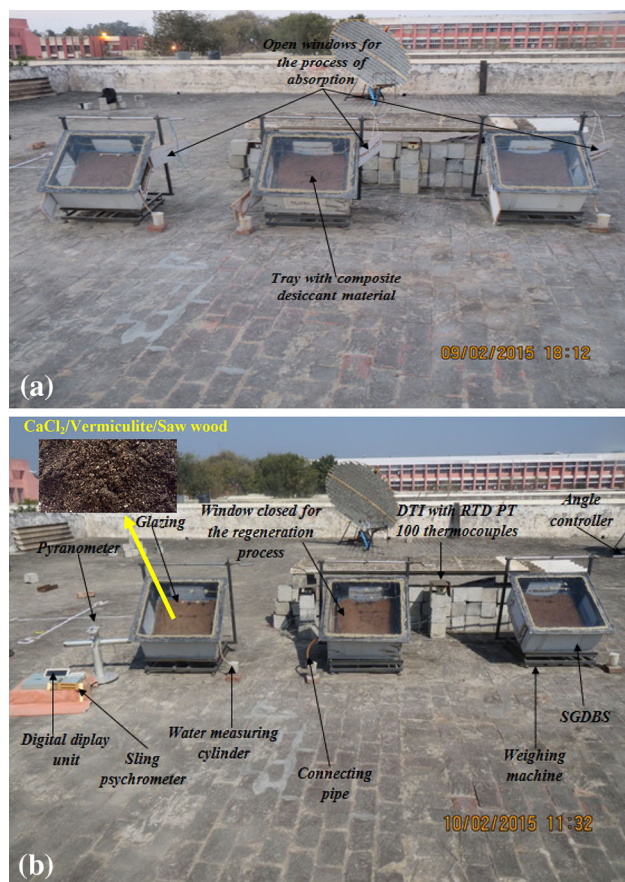 Open windows for
the process of
absorption
Tray with composite
desiccant material
09/02/2015 18:12
(a)
CaCl₂/Vermiculite/Saw wood
Glazing
Window closed for
the regeneration
process
DTI with RTD PT
100 thermocouples
Angle
controller
Pyranometer
Digital diplay
unit
Sling
psychrometer
Water measuring
cylinder
Connecting
pipe
Weighing
machine
SGDBS
10/02/2015 11:32
(b)